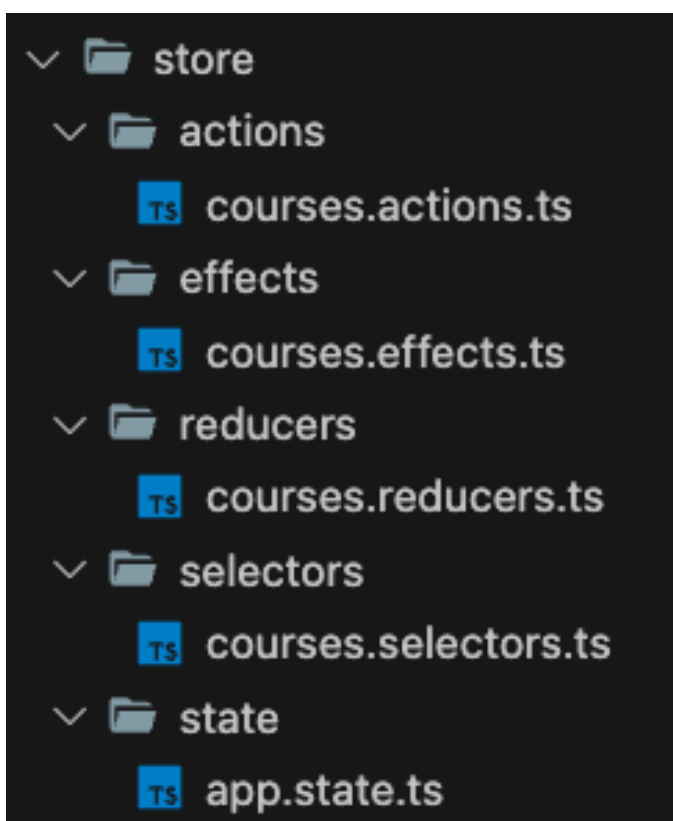 store
actions
TS courses.actions.ts
effects
TS courses.effects.ts
reducers
TS courses.reducers.ts
selectors
TS courses.selectors.ts
state
TS app.state.ts